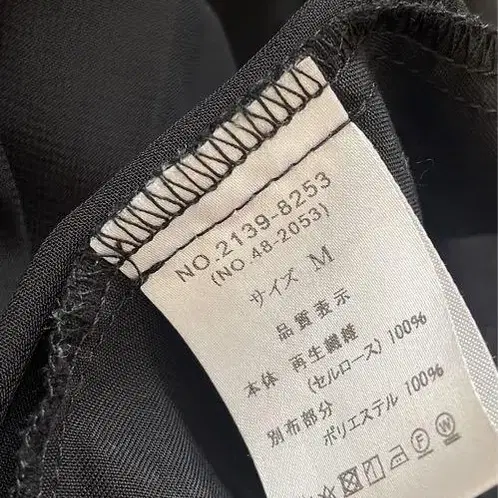 NO.2139-8253
(NO.48-2053)
サイズ M
品質表示
本体 再生繊維 100%
(セルロース)
別布部分
ポリエステル 100%